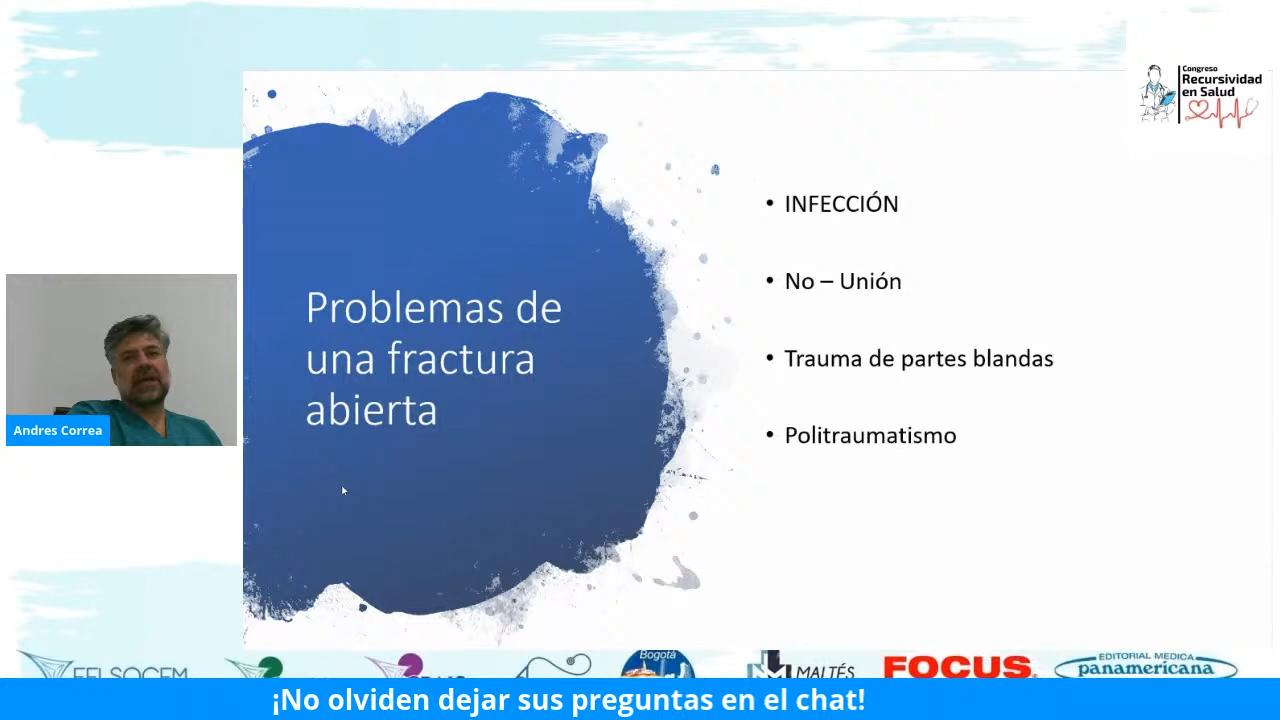 Congreso
Recursividad
en Salud
Problemas de
una fractura
abierta
• INFECCIÓN
• No – Unión
• Trauma de partes blandas
• Politraumatismo
Andres Correa
Bogotá
MALTÉS
FOCUS
EDITORIAL MEDICA
panamericana
¡No olviden dejar sus preguntas en el chat!